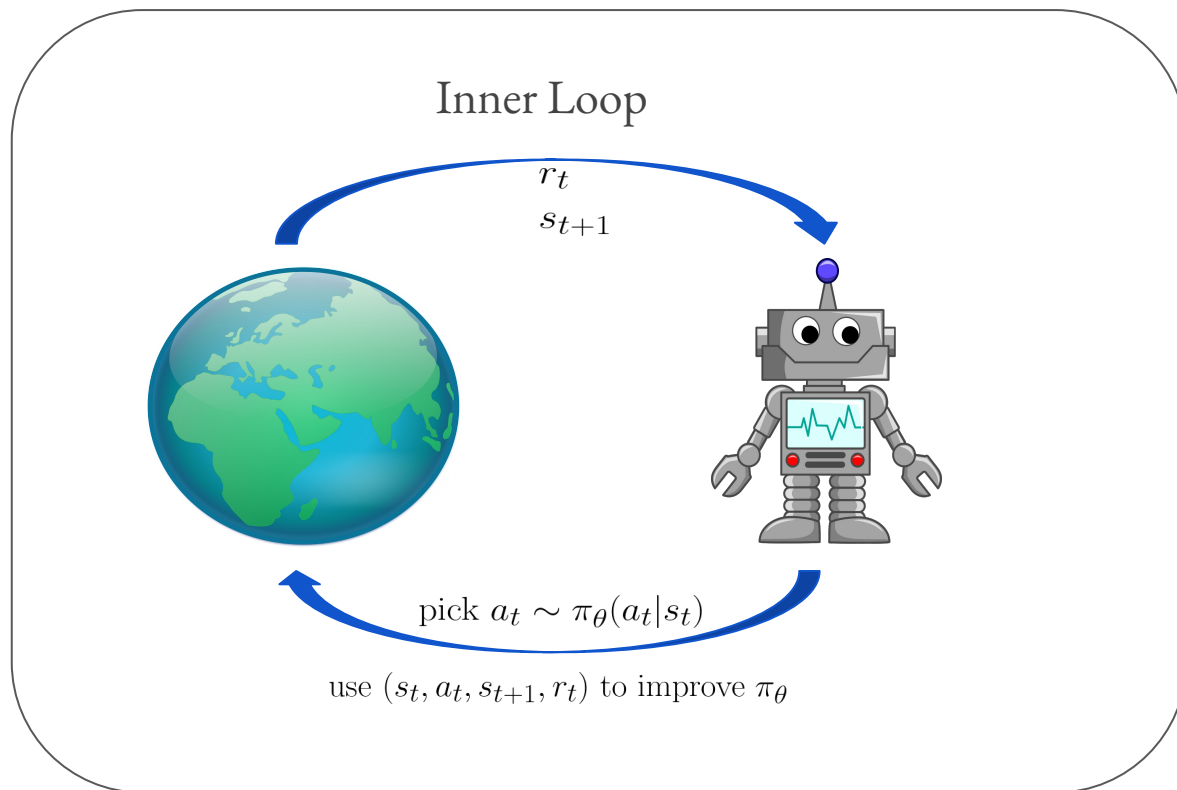 Inner Loop
r_t
s_{t+1}
pick a_t ∼ π_θ(a_t|s_t)
use (s_t, a_t, s_{t+1}, r_t) to improve π_θ